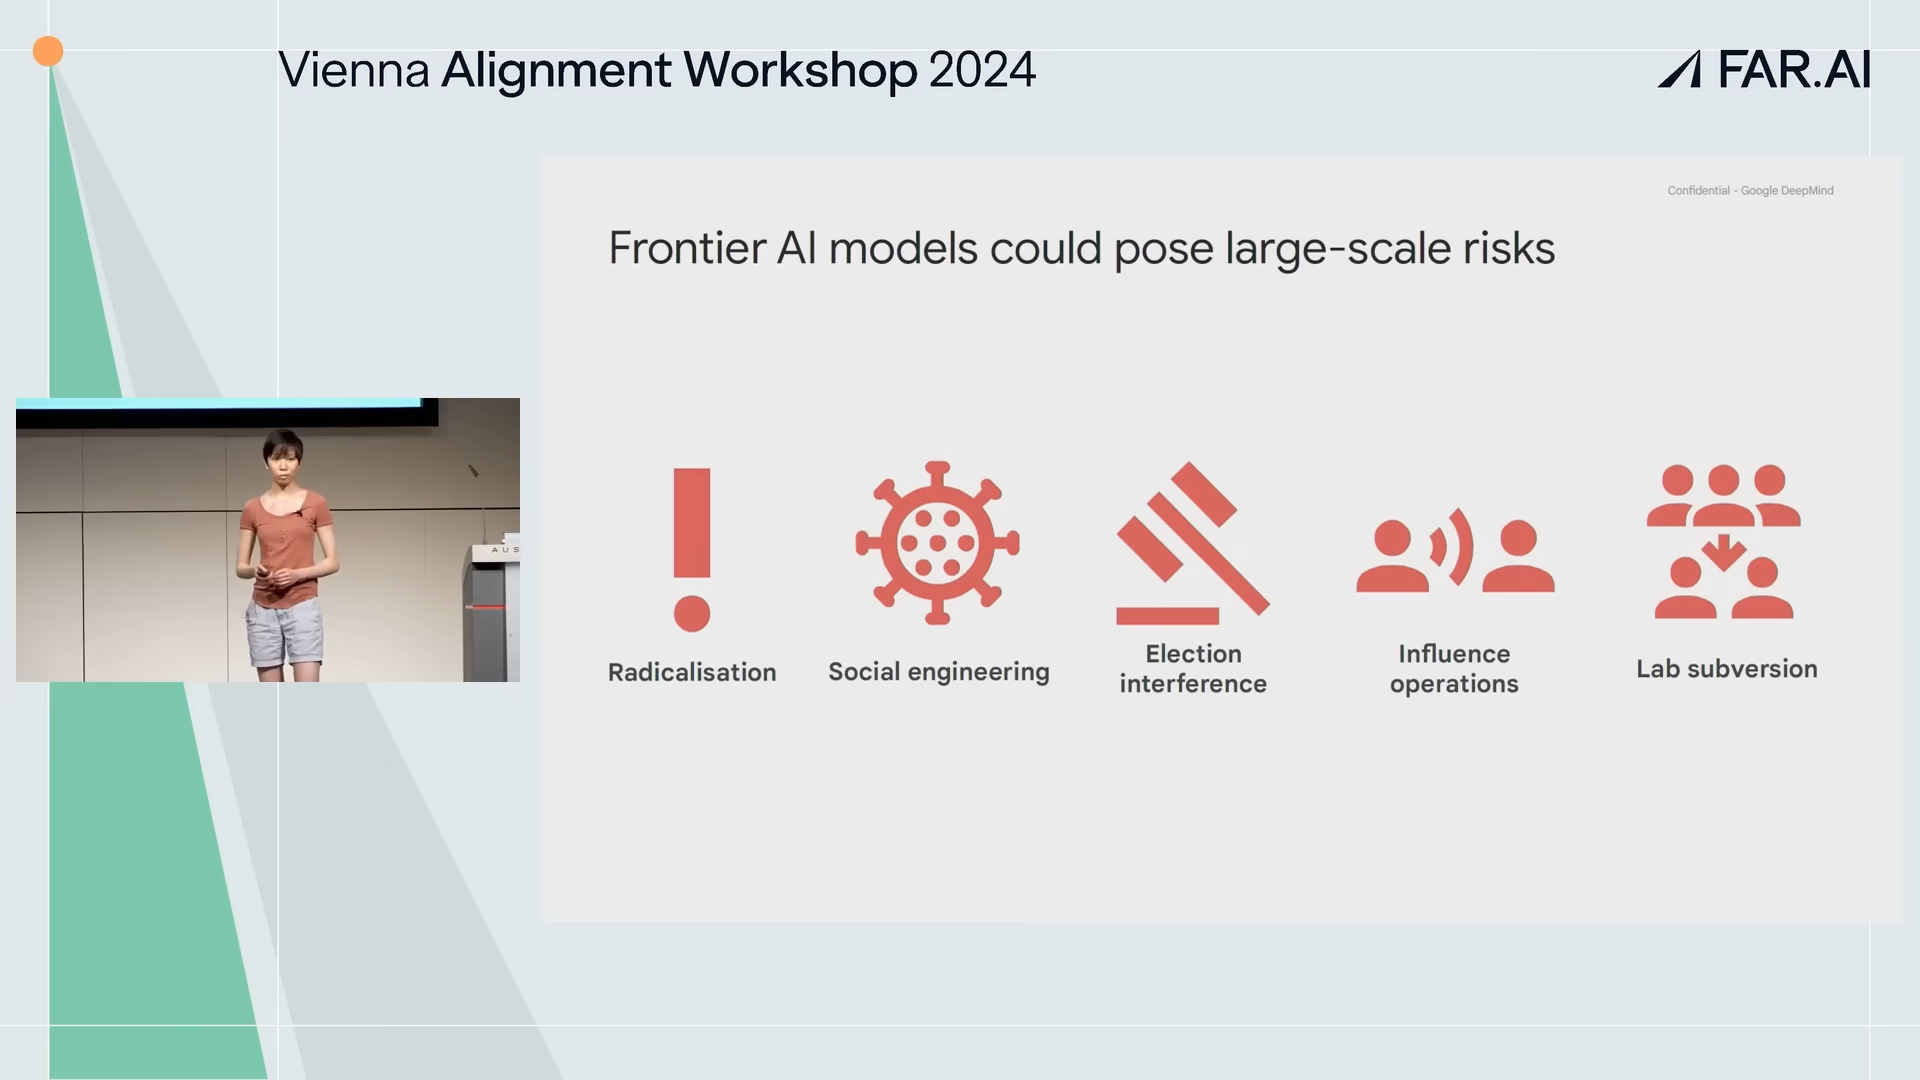 Vienna Alignment Workshop 2024
FAR.AI
Confidential - Google DeepMind
Frontier AI models could pose large-scale risks
Radicalisation
Social engineering
Election
interference
Influence
operations
Lab subversion
AUS